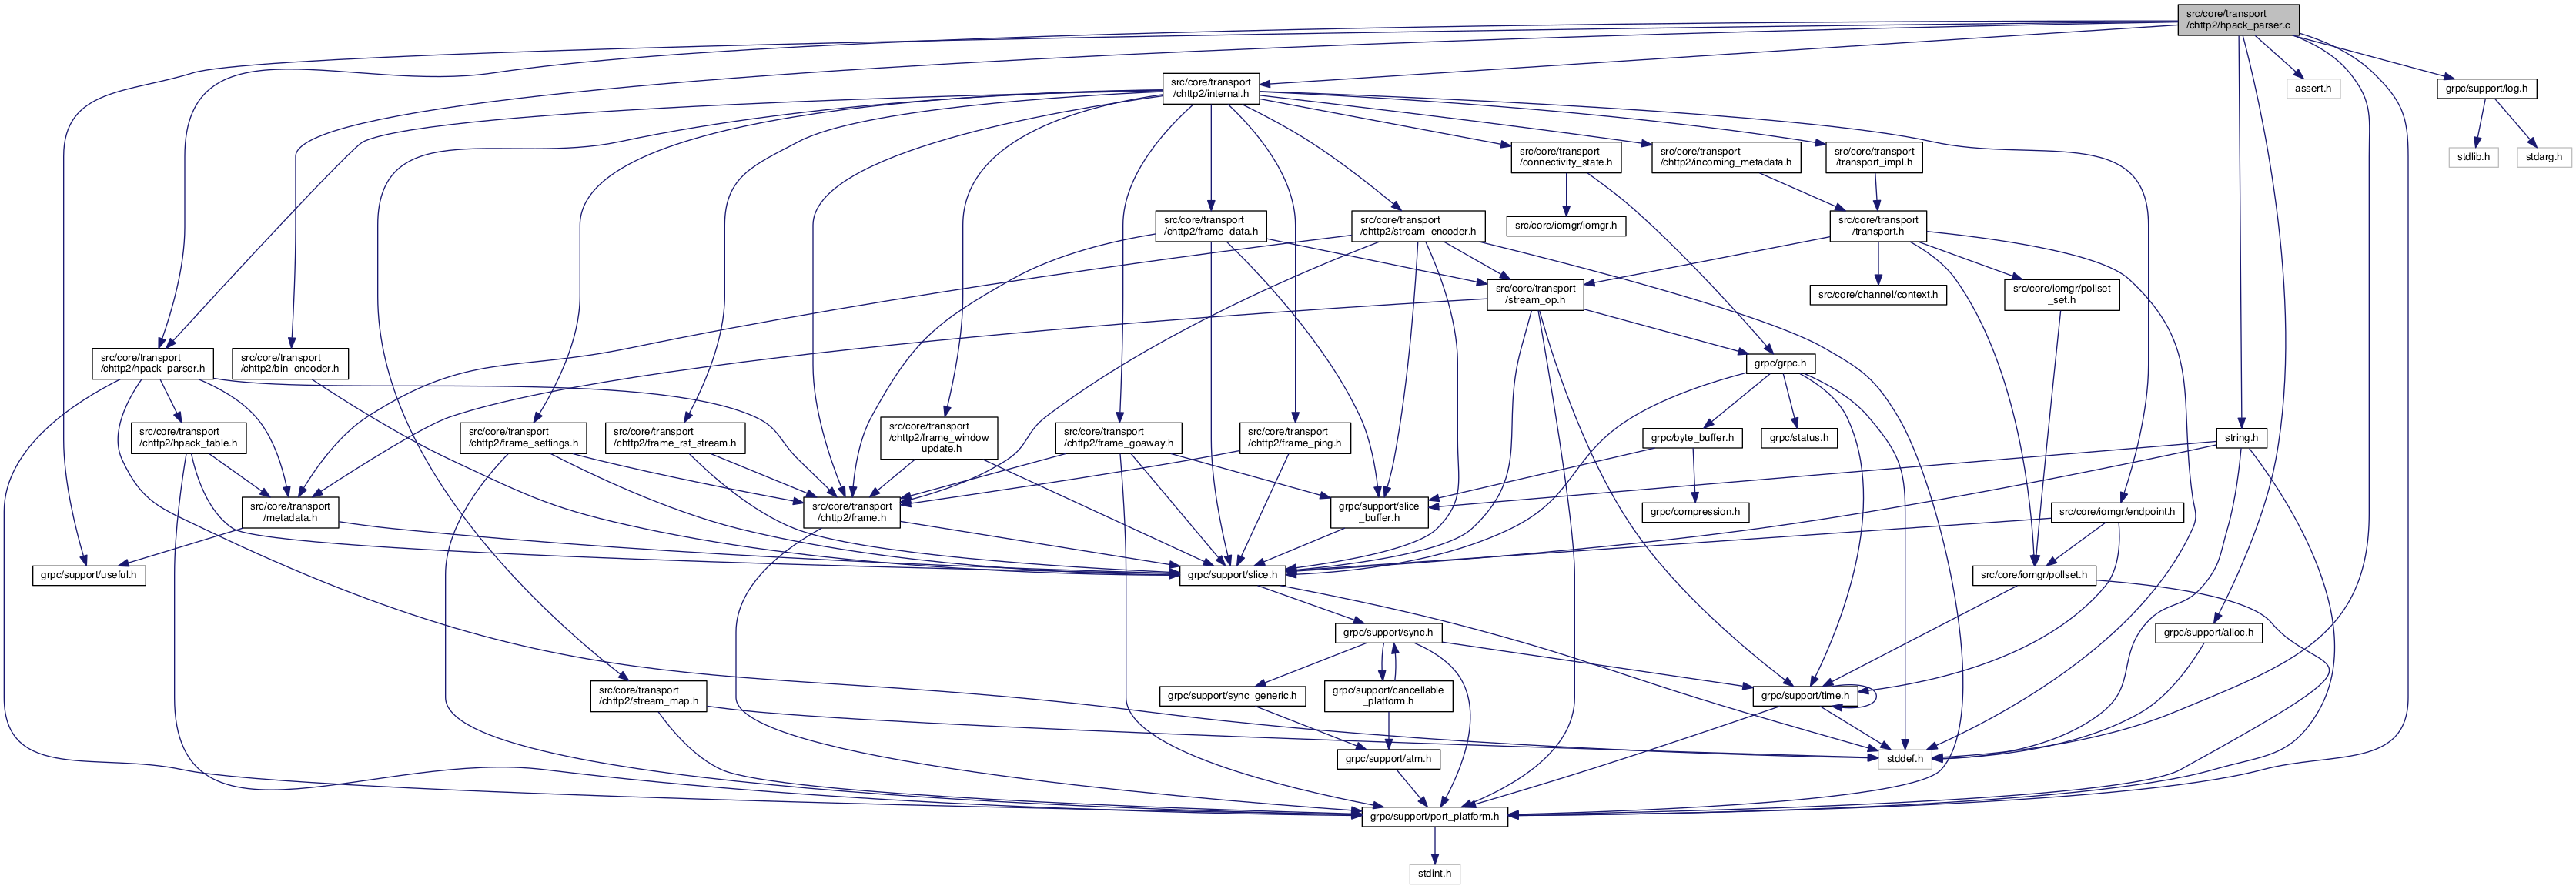 src/core/transport
/chttp2/hpack_parser.c
src/core/transport
/chttp2/internal.h
assert.h
grpc/support/log.h
src/core/transport
/connectivity_state.h
src/core/transport
/chttp2/incoming_metadata.h
src/core/transport
/transport_impl.h
stdlib.h
stdarg.h
src/core/transport
/chttp2/frame_data.h
src/core/transport
/chttp2/stream_encoder.h
src/core/iomgr/iomgr.h
src/core/transport
/transport.h
src/core/transport
/stream_op.h
src/core/channel/context.h
src/core/iomgr/pollset
_set.h
src/core/transport
/chttp2/hpack_parser.h
src/core/transport
/chttp2/bin_encoder.h
grpc/grpc.h
src/core/transport
/chttp2/hpack_table.h
src/core/transport
/chttp2/frame_settings.h
src/core/transport
/chttp2/frame_rst_stream.h
src/core/transport
/chttp2/frame_window
_update.h
src/core/transport
/chttp2/frame_goaway.h
src/core/transport
/chttp2/frame_ping.h
grpc/byte_buffer.h
grpc/status.h
string.h
src/core/transport
/metadata.h
src/core/transport
/chttp2/frame.h
grpc/support/slice
_buffer.h
grpc/compression.h
src/core/iomgr/endpoint.h
grpc/support/useful.h
grpc/support/slice.h
src/core/iomgr/pollset.h
grpc/support/sync.h
grpc/support/alloc.h
src/core/transport
/chttp2/stream_map.h
grpc/support/sync_generic.h
grpc/support/cancellable
_platform.h
grpc/support/time.h
grpc/support/atm.h
stddef.h
grpc/support/port_platform.h
stdint.h